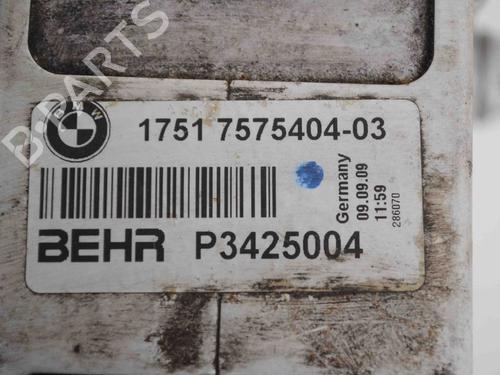 B-PARTS
BMW
1751 7575404-03
BEHR P3425004
Germany
09.09.09
11:59
286070